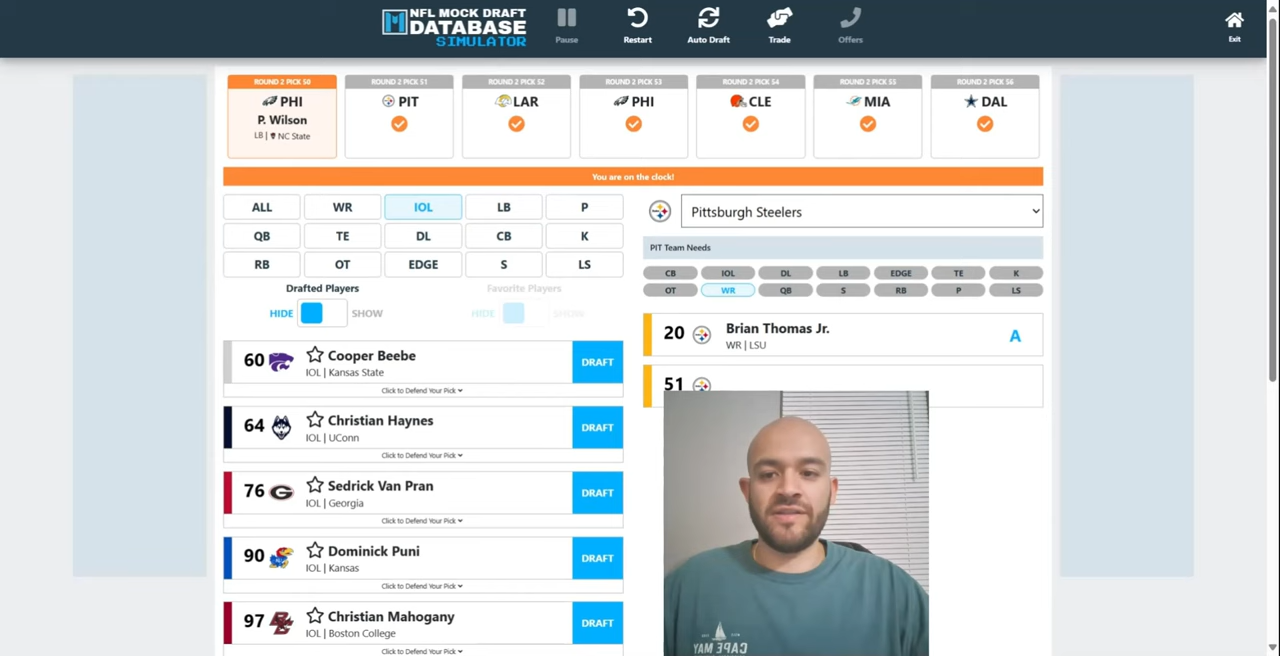 NFL MOCK DRAFT
DATABASE
SIMULATOR
Pause
Restart
Auto Draft
Trade
Offers
Exit
ROUND 2 PICK 50
PHI
P. Wilson
LB | NC State
ROUND 2 PICK 51
PIT
ROUND 2 PICK 52
LAR
ROUND 2 PICK 53
PHI
ROUND 2 PICK 54
CLE
ROUND 2 PICK 55
MIA
ROUND 2 PICK 56
DAL
You are on the clock!
ALL WR IOL LB P
QB TE DL CB K
RB OT EDGE S LS
Drafted Players
HIDE SHOW
Favorite Players
HIDE SHOW
60 Cooper Beebe
IOL | Kansas State
DRAFT
Click to Defend Your Pick
64 Christian Haynes
IOL | UConn
DRAFT
Click to Defend Your Pick
76 Sedrick Van Pran
IOL | Georgia
DRAFT
Click to Defend Your Pick
90 Dominick Puni
IOL | Kansas
DRAFT
Click to Defend Your Pick
97 Christian Mahogany
IOL | Boston College
DRAFT
Click to Defend Your Pick
Pittsburgh Steelers
PIT Team Needs
CB IOL DL LB EDGE TE K
OT WR QB S RB P LS
20 Brian Thomas Jr.
WR | LSU
A
51
CAPE MAY